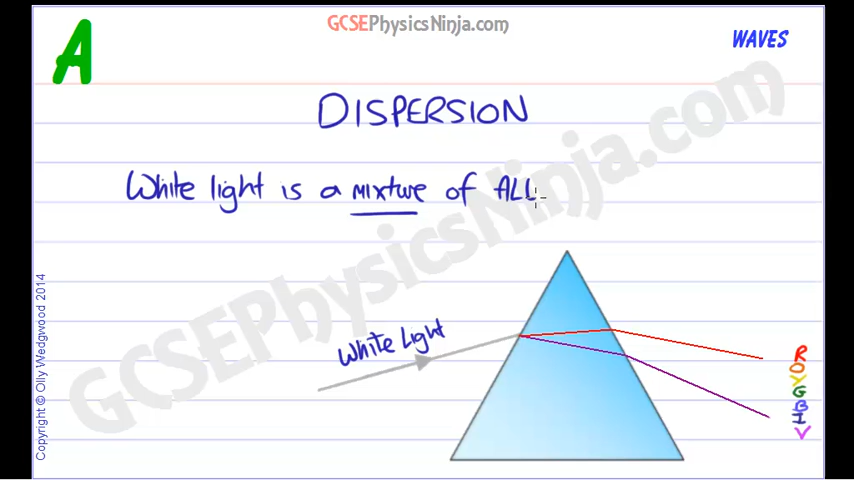 GCSEPhysicsNinja.com
A
WAVES
DISPERSION
White light is a mixture of ALL
White Light
R
O
Y
G
B
I
V
Copyright © Olly Wedgwood 2014
GCSEPhysicsNinja.com